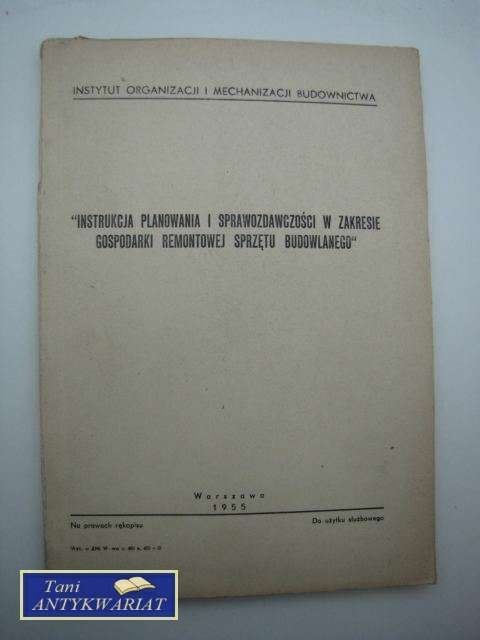 INSTYTUT ORGANIZACJI I MECHANIZACJI BUDOWNICTWA
"INSTRUKCJA PLANOWANIA I SPRAWOZDAWCZOŚCI W ZAKRESIE
GOSPODARKI REMONTOWEJ SPRZĘTU BUDOWLANEGO"
Warszawa
1955
Na prawach rękopisu
Do użytku służbowego
Tani
ANTYKWARIAT